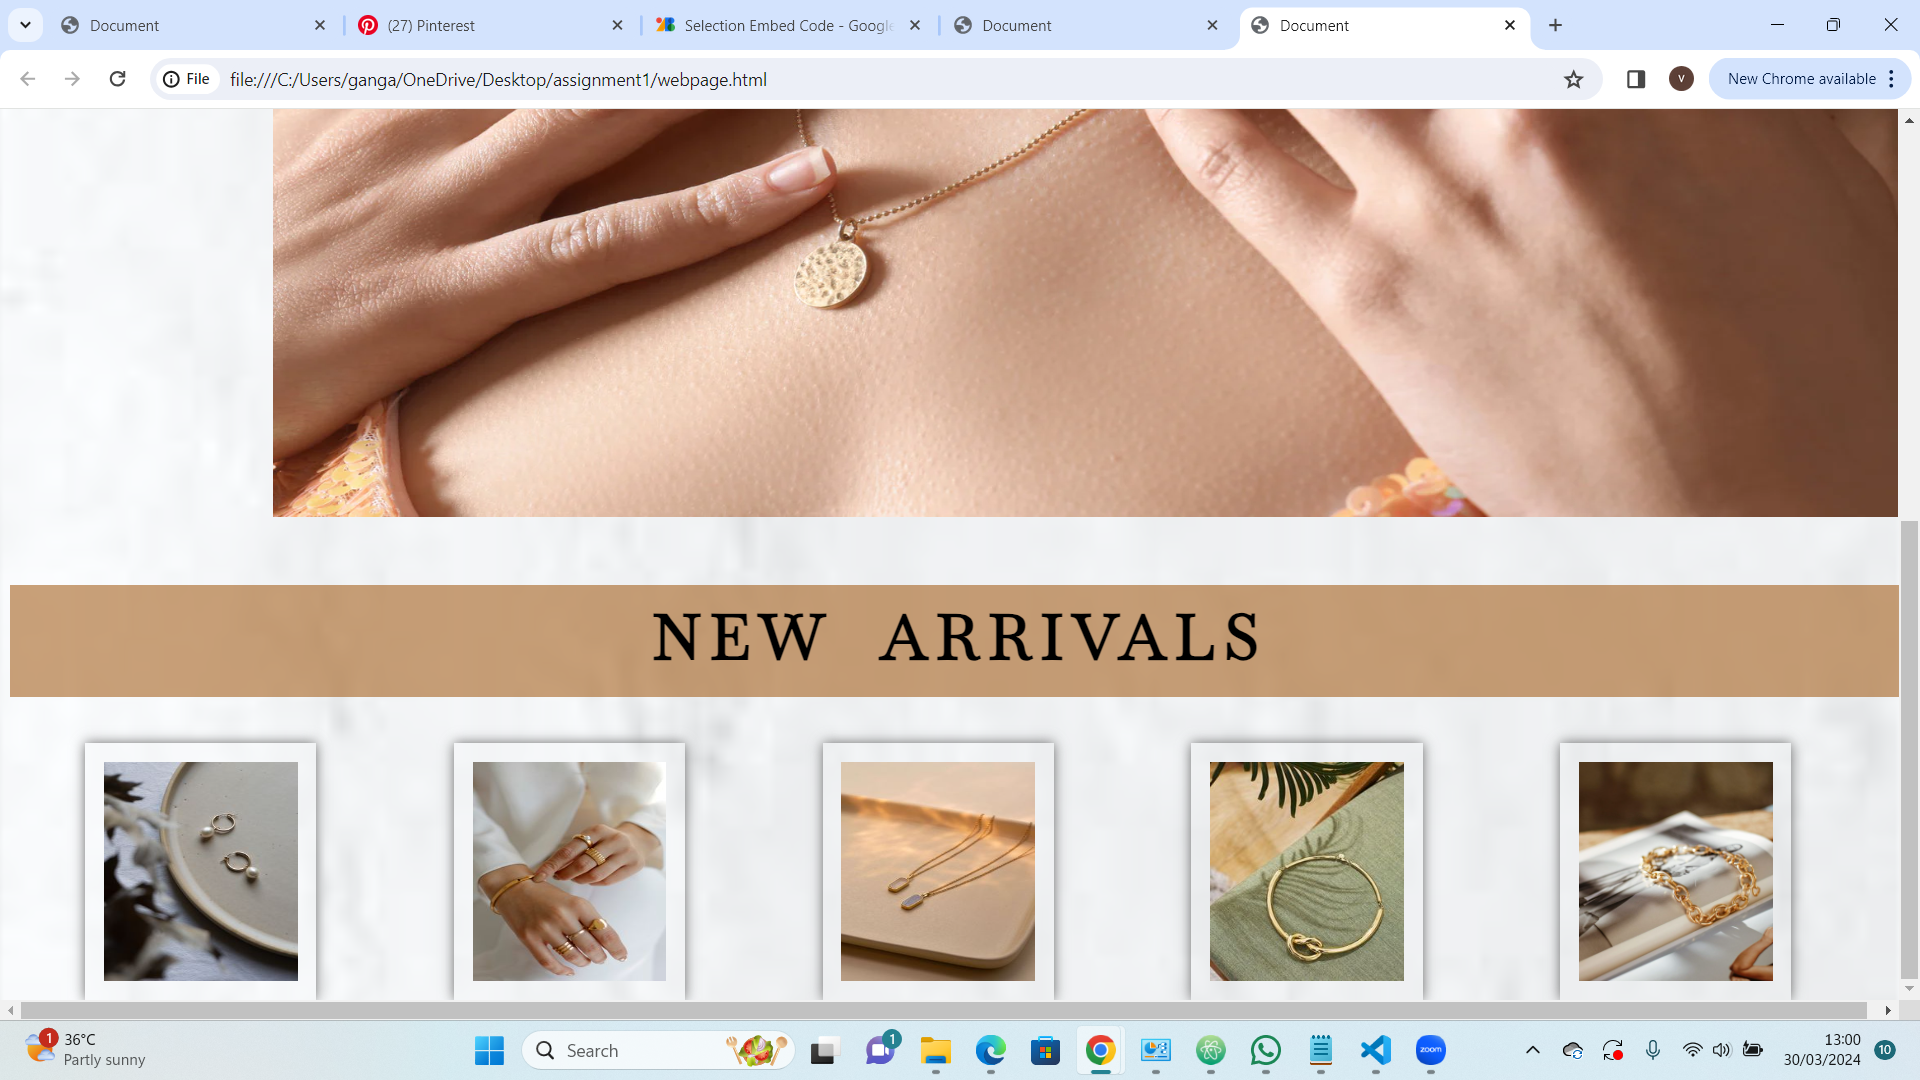 Document
(27) Pinterest
Selection Embed Code - Google
Document
Document
File
file:///C:/Users/ganga/OneDrive/Desktop/assignment1/webpage.html
V
New Chrome available
NEW ARRIVALS
1
36°C
Partly sunny
Search
1
zoom
13:00
30/03/2024
10